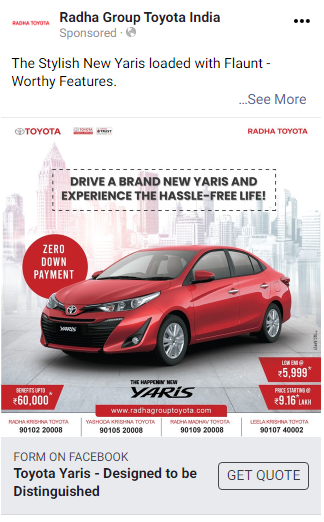 RADHA TOYOTA
Radha Group Toyota India
Sponsored ·
The Stylish New Yaris loaded with Flaunt -
Worthy Features.
...See More
TOYOTA
RADHA TOYOTA
DRIVE A BRAND NEW YARIS AND
EXPERIENCE THE HASSLE-FREE LIFE!
ZERO
DOWN
PAYMENT
YARIS
LOW EMI @
₹5,999*
BENEFITS UPTO
₹60,000*
THE HAPPENIN' NEW
YARIS
PRICE STARTING @
₹9.16* LAKH
www.radhagrouptoyota.com
RADHA KRISHNA TOYOTA
90102 20008
YASHODA KRISHNA TOYOTA
90105 20008
RADHA MADHAV TOYOTA
90109 20008
LEELA KRISHNA TOYOTA
90107 40002
FORM ON FACEBOOK
Toyota Yaris - Designed to be
Distinguished
GET QUOTE